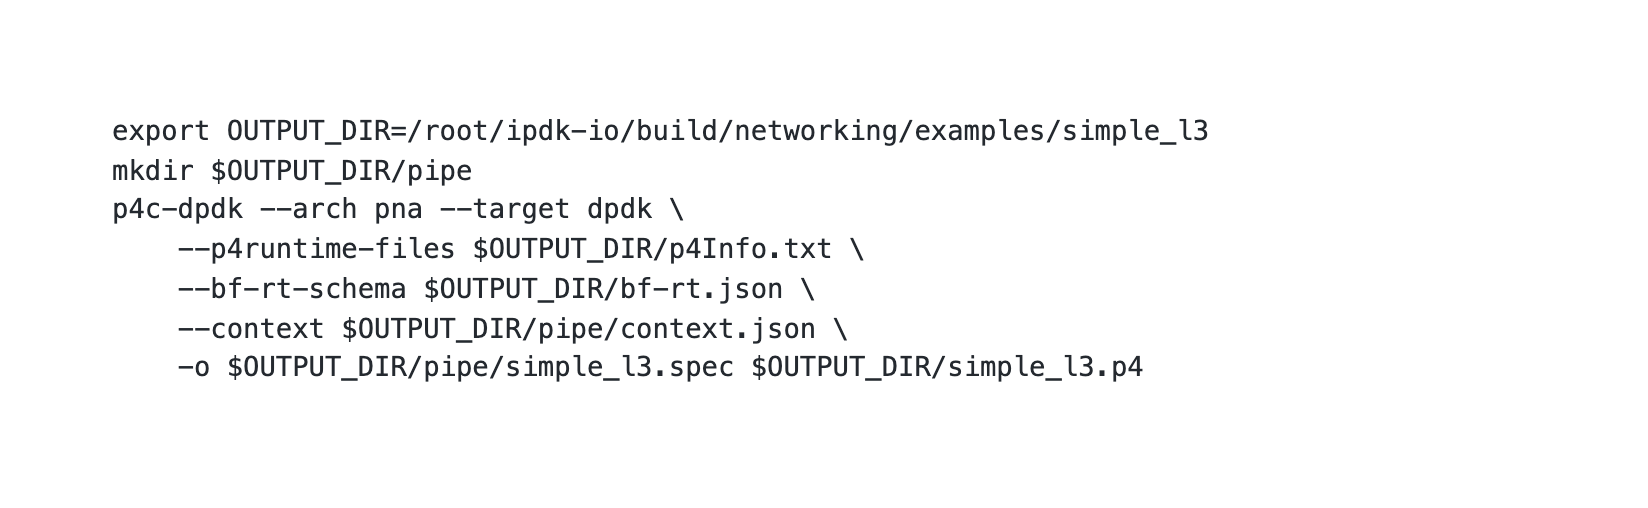 export OUTPUT_DIR=/root/ipdk-io/build/networking/examples/simple_l3
mkdir $OUTPUT_DIR/pipe
p4c-dpdk --arch pna --target dpdk \
    --p4runtime-files $OUTPUT_DIR/p4Info.txt \
    --bf-rt-schema $OUTPUT_DIR/bf-rt.json \
    --context $OUTPUT_DIR/pipe/context.json \
    -o $OUTPUT_DIR/pipe/simple_l3.spec $OUTPUT_DIR/simple_l3.p4